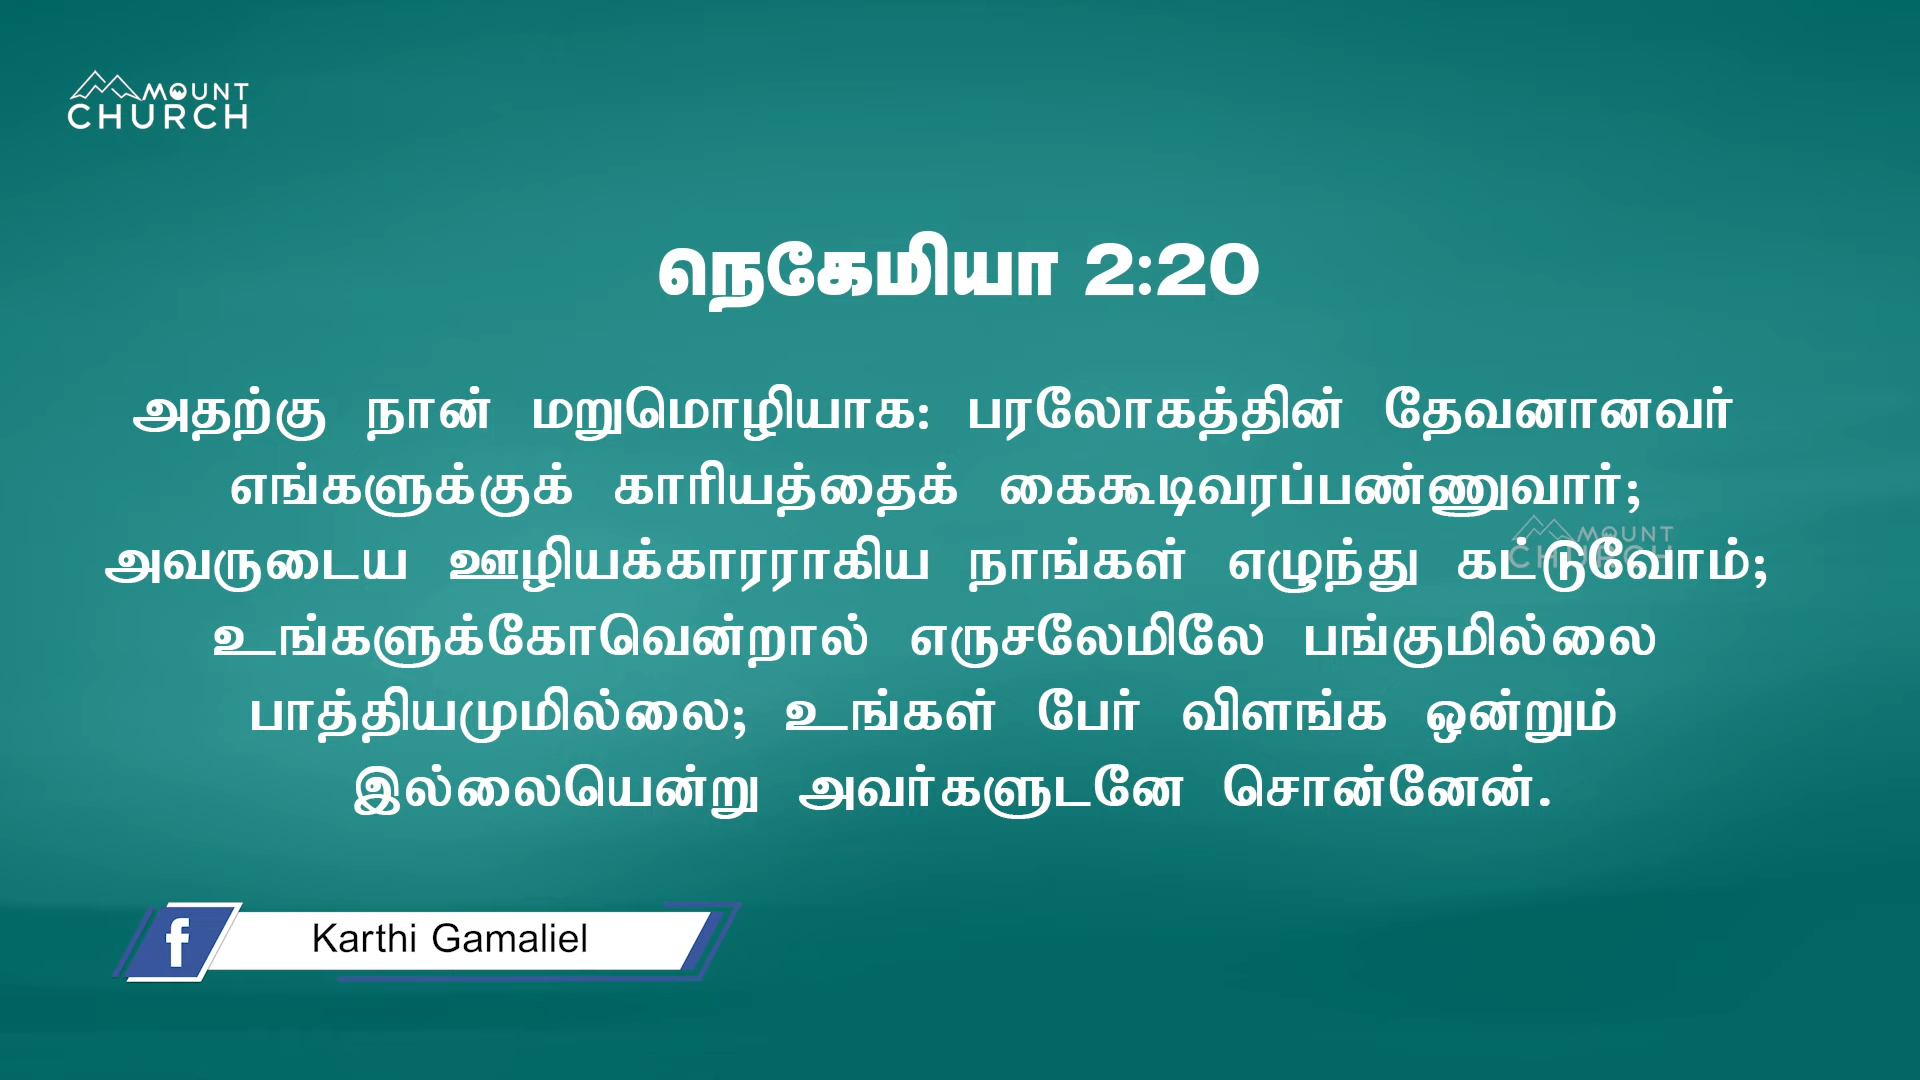 MOUNT
CHURCH
நெகேமியா 2:20
அதற்கு நான் மறுமொழியாக: பரலோகத்தின் தேவனானவர்
எங்களுக்குக் காரியத்தைக் கைகூடிவரப்பண்ணுவார்;
அவருடைய ஊழியக்காரராகிய நாங்கள் எழுந்து கட்டுவோம்;
உங்களுக்கோவென்றால் எருசலேமிலே பங்குமில்லை
பாத்தியமுமில்லை; உங்கள் பேர் விளங்க ஒன்றும்
இல்லையென்று அவர்களுடனே சொன்னேன்.
MOUNT
CHURCH
f Karthi Gamaliel